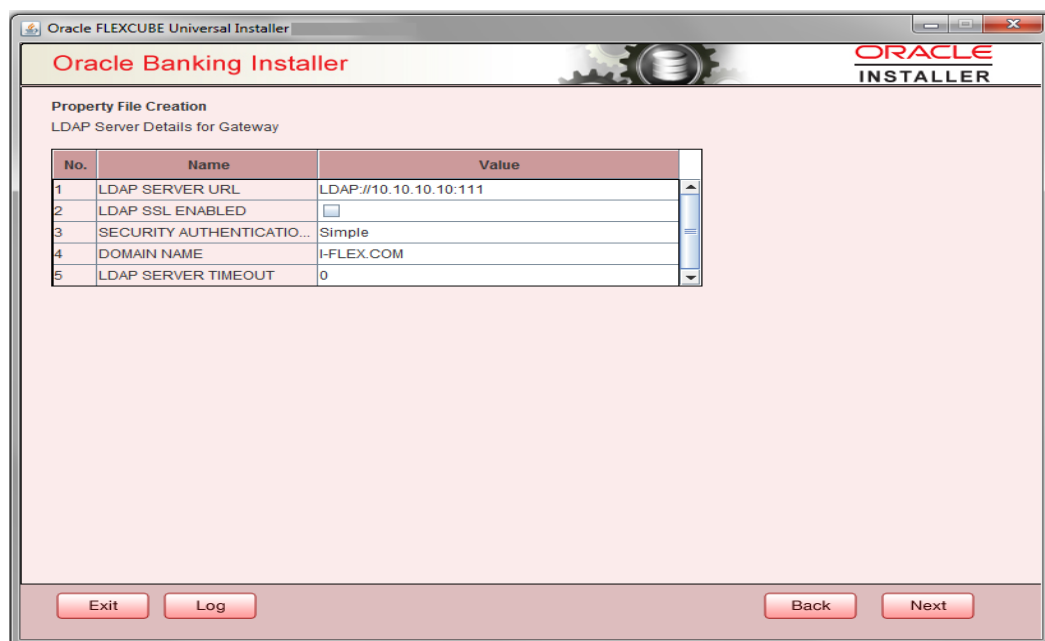 Oracle FLEXCUBE Universal Installer
Oracle Banking Installer
ORACLE
INSTALLER
Property File Creation
LDAP Server Details for Gateway
No. Name Value
1 LDAP SERVER URL LDAP://10.10.10.10:111
2 LDAP SSL ENABLED
3 SECURITY AUTHENTICATIO... Simple
4 DOMAIN NAME I-FLEX.COM
5 LDAP SERVER TIMEOUT 0
Exit Log Back Next